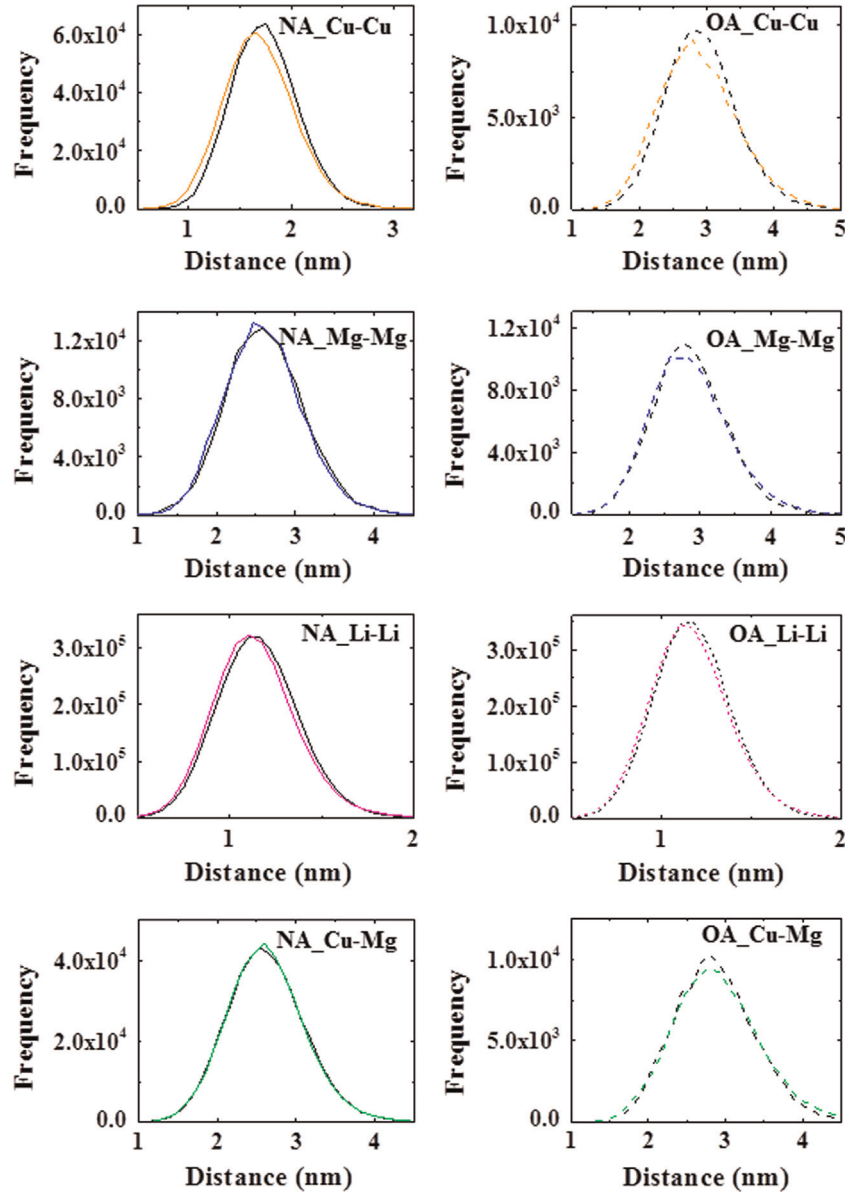 NA_Cu-Cu
6.0x10⁴
4.0x10⁴
2.0x10⁴
0.0
Frequency
1 2 3
Distance (nm)
OA_Cu-Cu
1.0x10⁴
5.0x10³
0.0
Frequency
1 2 3 4 5
Distance (nm)
NA_Mg-Mg
1.2x10⁴
8.0x10³
4.0x10³
0.0
Frequency
1 2 3 4
Distance (nm)
OA_Mg-Mg
1.2x10⁴
8.0x10³
4.0x10³
0.0
Frequency
2 3 4 5
Distance (nm)
NA_Li-Li
3.0x10⁵
2.0x10⁵
1.0x10⁵
0.0
Frequency
1 2
Distance (nm)
OA_Li-Li
3.0x10⁵
2.0x10⁵
1.0x10⁵
0.0
Frequency
1 2
Distance (nm)
NA_Cu-Mg
4.0x10⁴
2.0x10⁴
0.0
Frequency
1 2 3 4
Distance (nm)
OA_Cu-Mg
1.0x10⁴
5.0x10³
0.0
Frequency
1 2 3 4
Distance (nm)